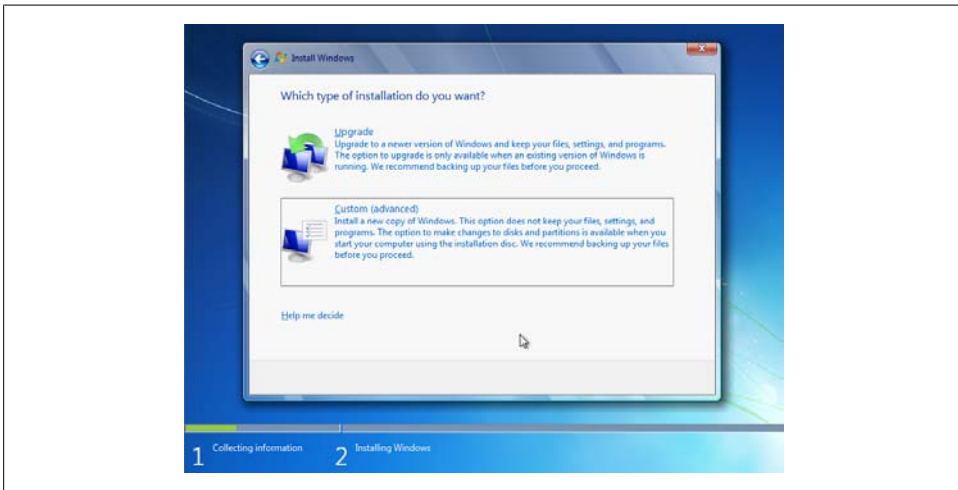 Install Windows
Which type of installation do you want?
Upgrade
Upgrade to a newer version of Windows and keep your files, settings, and programs.
The option to upgrade is only available when an existing version of Windows is
running. We recommend backing up your files before you proceed.
Custom (advanced)
Install a new copy of Windows. This option does not keep your files, settings, and
programs. The option to make changes to disks and partitions is available when you
start your computer using the installation disc. We recommend backing up your files
before you proceed.
Help me decide
1 Collecting information 2 Installing Windows